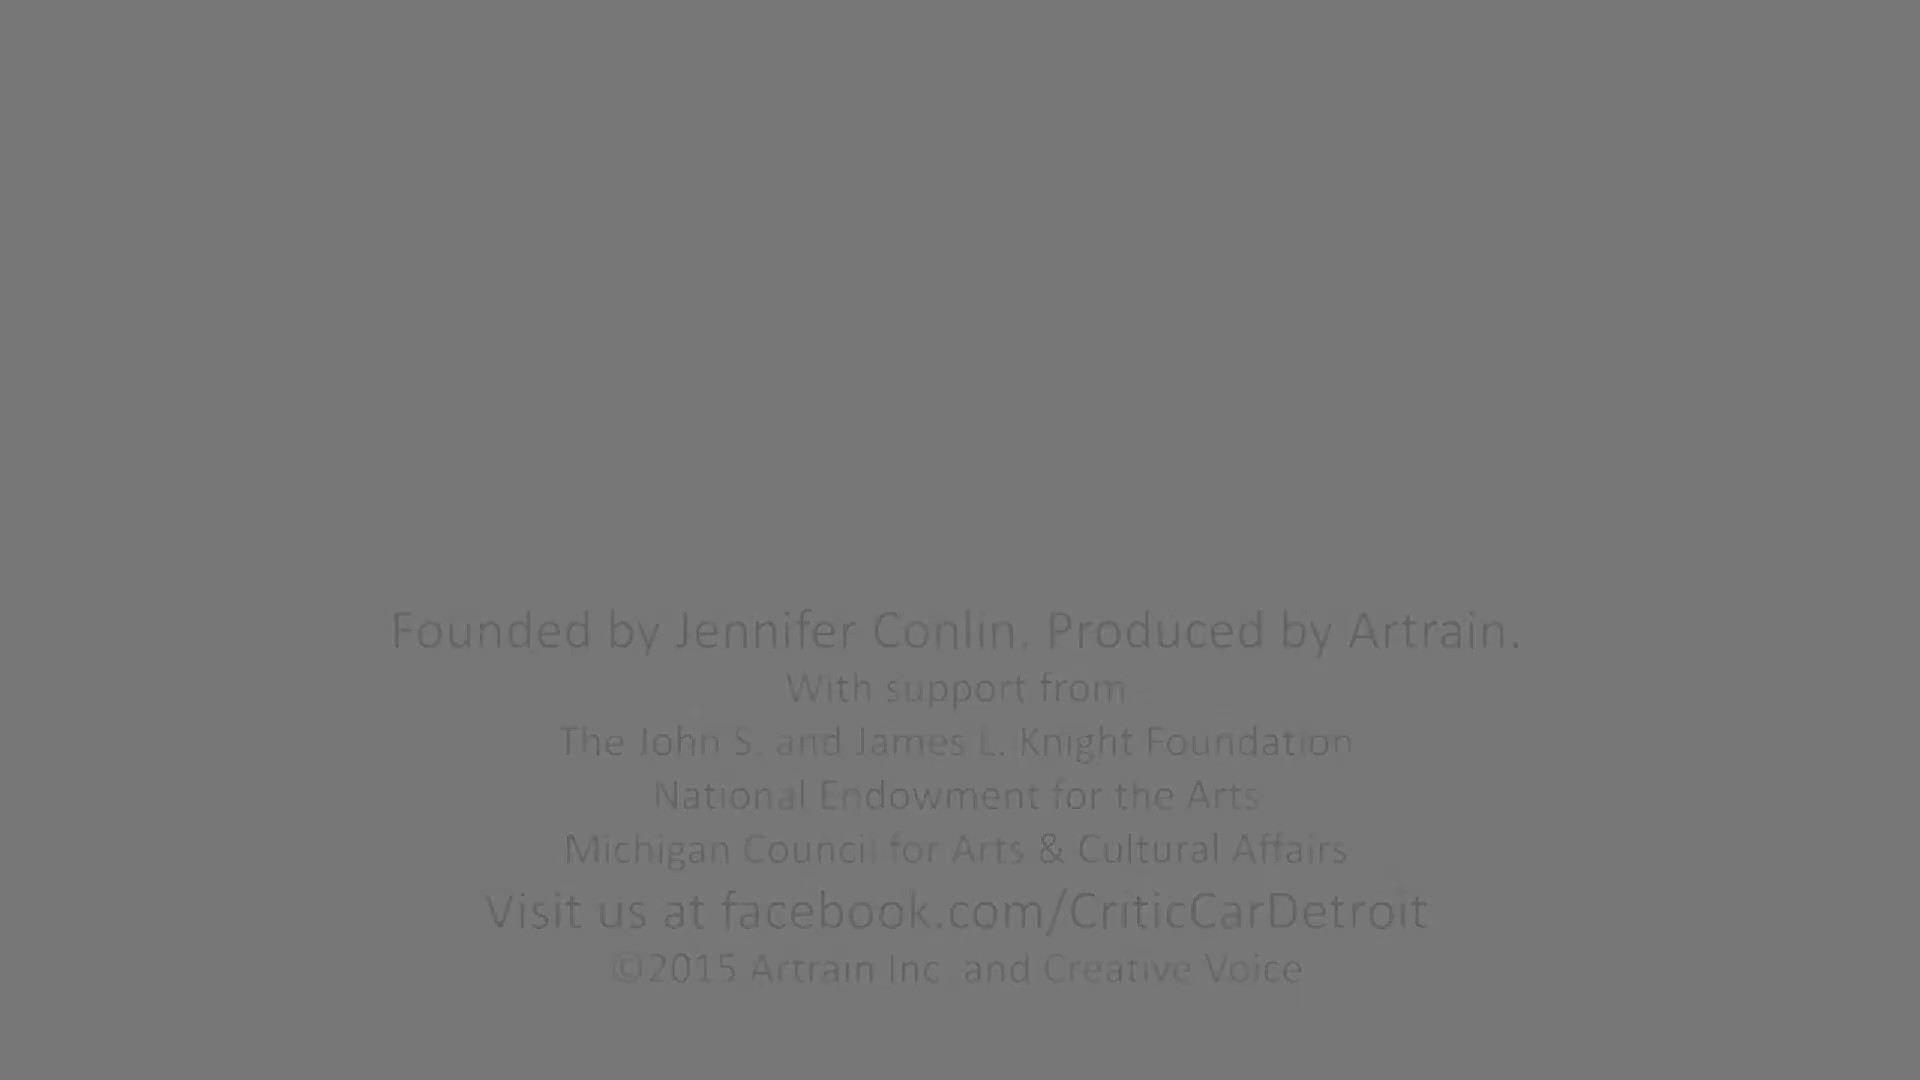 Founded by Jennifer Conlin. Produced by Artrain.
With support from
The John S. and James L. Knight Foundation
National Endowment for the Arts
Michigan Council for Arts & Cultural Affairs
Visit us at facebook.com/CriticCarDetroit
©2015 Artrain Inc. and Creative Voice